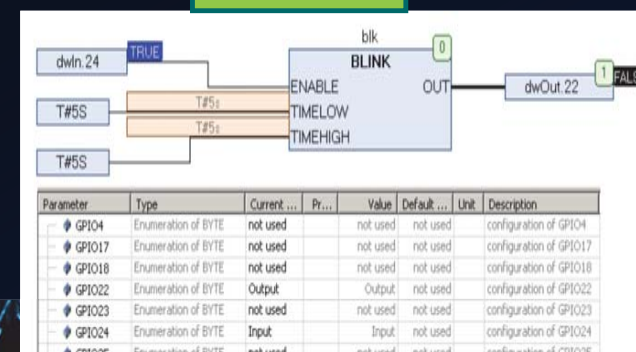 blk
BLINK
0
dwIn.24
TRUE
ENABLE
OUT
dwOut.22
1
T#5S
T#5s
TIMELOW
T#5s
TIMEHIGH
T#5S
Parameter Type Current ... Pr... Value Default ... Unit Description
GPIO4 Enumeration of BYTE not used not used not used configuration of GPIO4
GPIO17 Enumeration of BYTE not used not used not used configuration of GPIO17
GPIO18 Enumeration of BYTE not used not used not used configuration of GPIO18
GPIO22 Enumeration of BYTE Output Output not used configuration of GPIO22
GPIO23 Enumeration of BYTE not used not used not used configuration of GPIO23
GPIO24 Enumeration of BYTE Input Input not used configuration of GPIO24